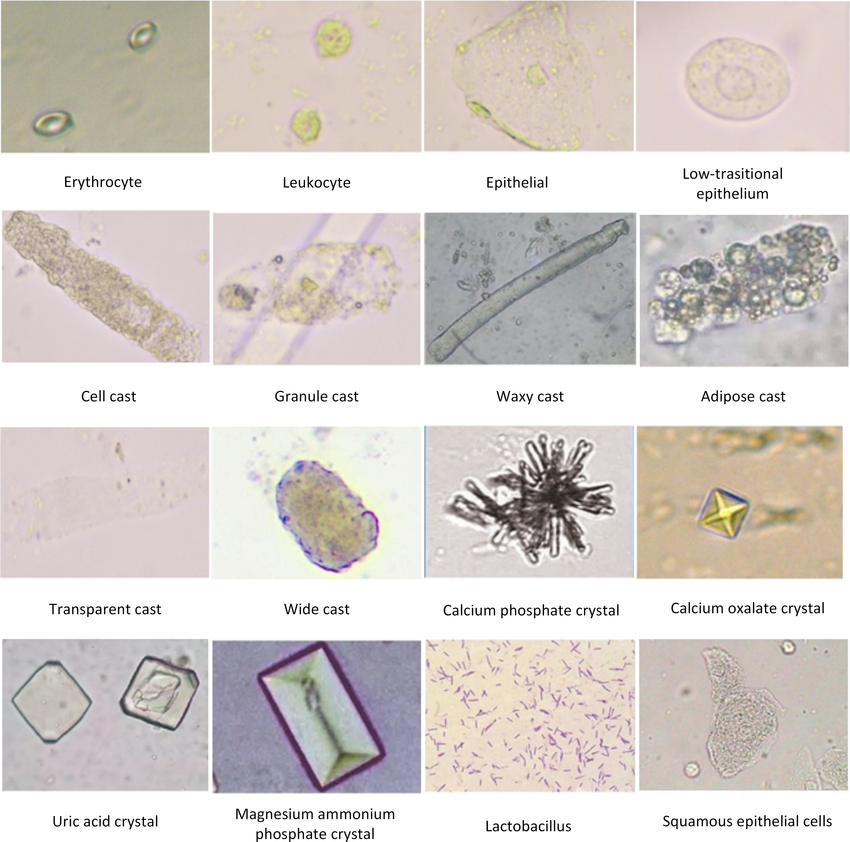 Erythrocyte
Leukocyte
Epithelial
Low-trasitional
epithelium
Cell cast
Granule cast
Waxy cast
Adipose cast
Transparent cast
Wide cast
Calcium phosphate crystal
Calcium oxalate crystal
Uric acid crystal
Magnesium ammonium
phosphate crystal
Lactobacillus
Squamous epithelial cells